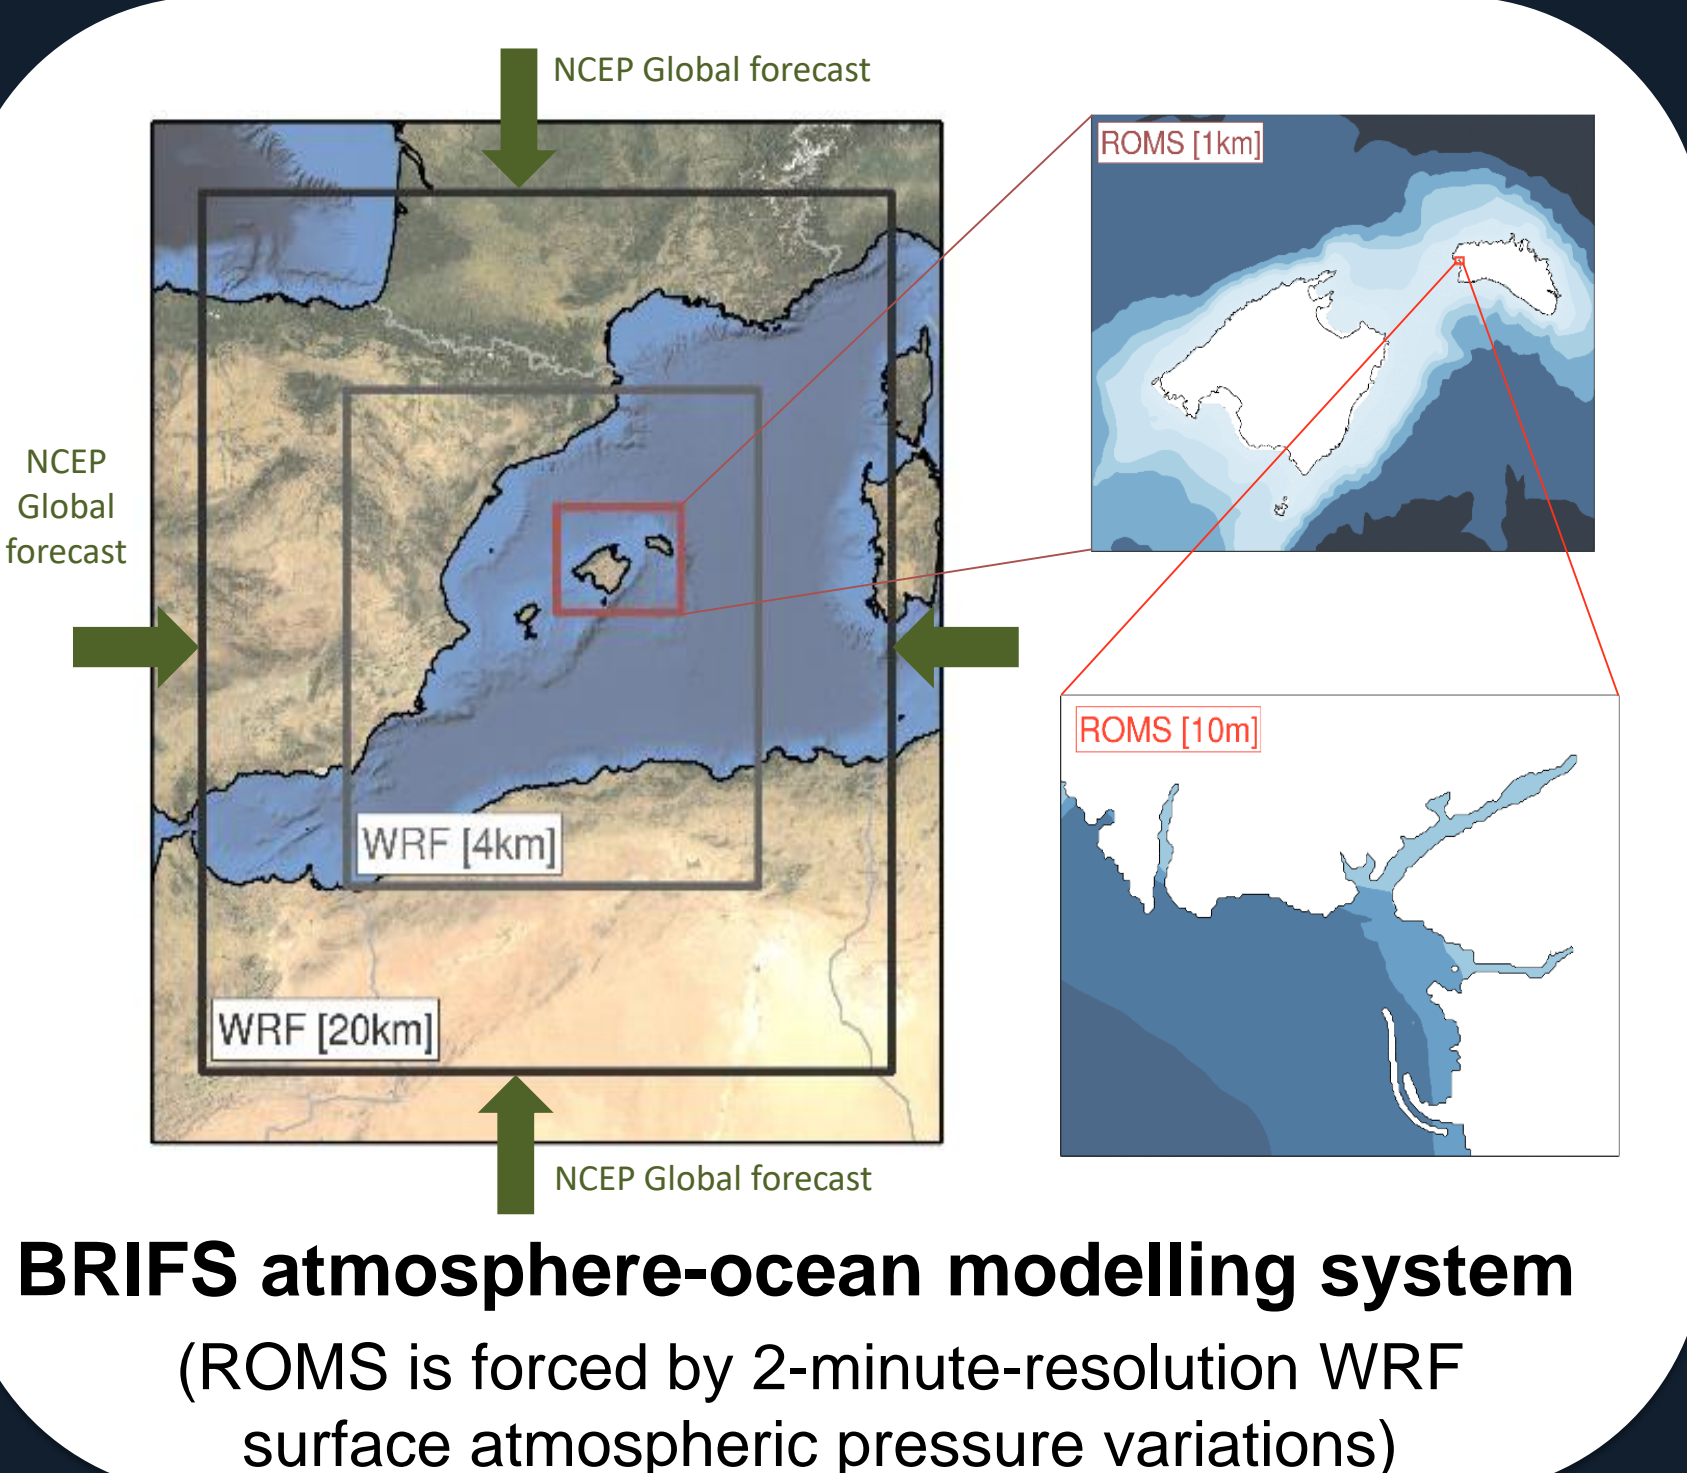 NCEP Global forecast
ROMS [1km]
NCEP
Global
forecast
ROMS [10m]
WRF [4km]
WRF [20km]
NCEP Global forecast
BRIFS atmosphere-ocean modelling system
(ROMS is forced by 2-minute-resolution WRF
surface atmospheric pressure variations)